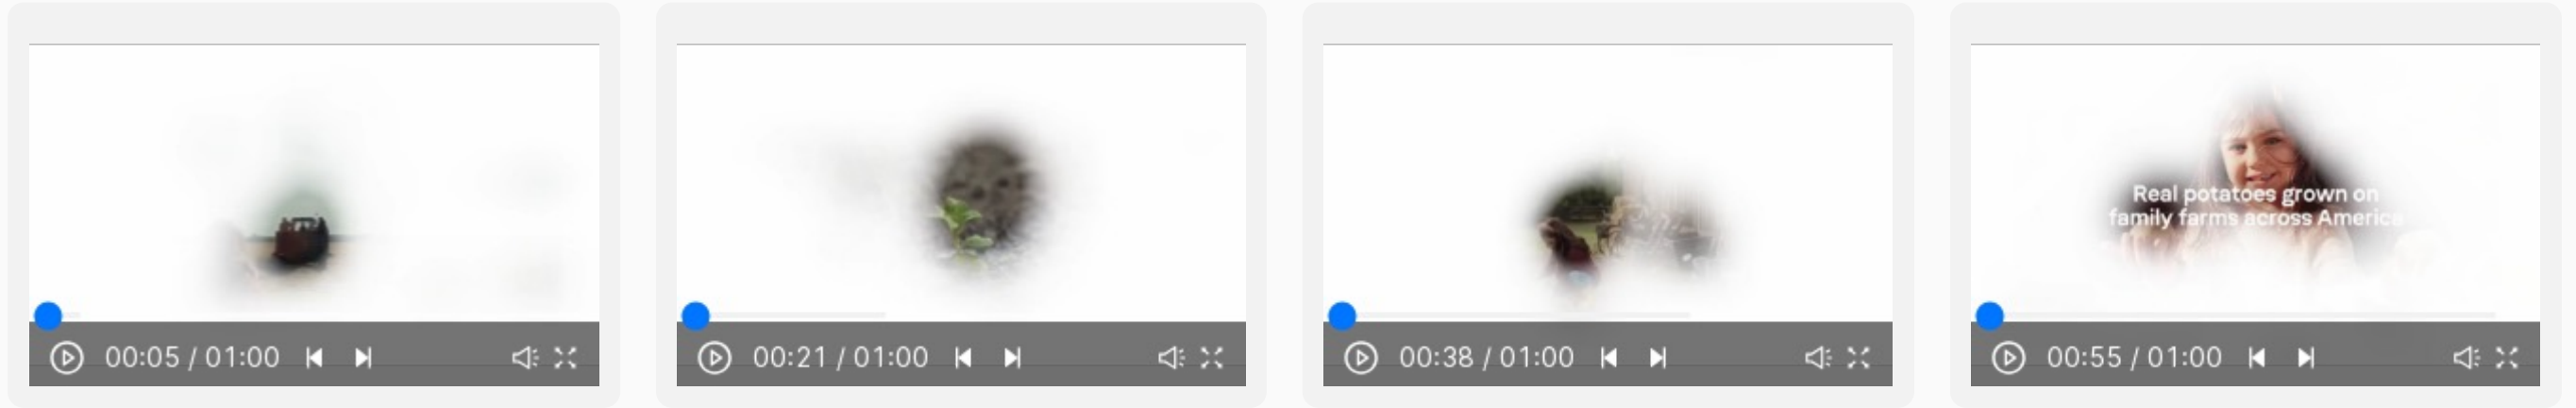 00:05 / 01:00
00:21 / 01:00
00:38 / 01:00
Real potatoes grown on
family farms across America
00:55 / 01:00